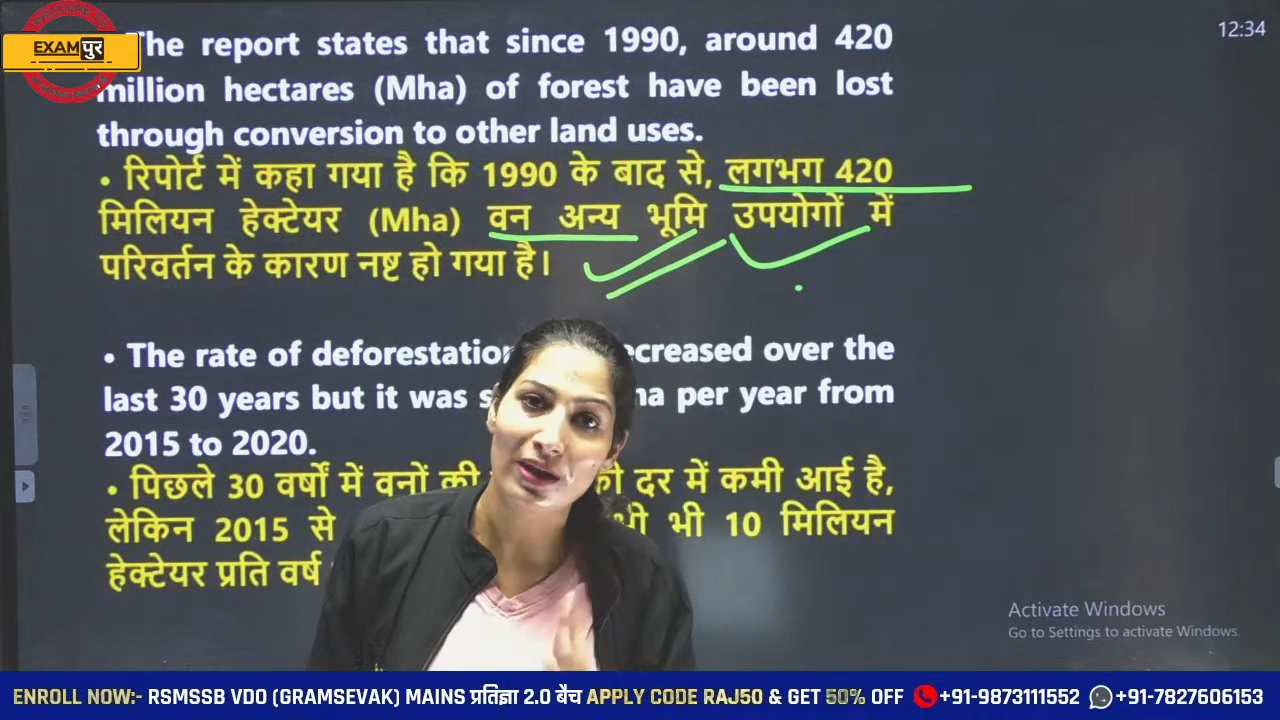 EXAMपुर
12:34
The report states that since 1990, around 420
million hectares (Mha) of forest have been lost
through conversion to other land uses.
• रिपोर्ट में कहा गया है कि 1990 के बाद से, लगभग 420
मिलियन हेक्टेयर (Mha) वन अन्य भूमि उपयोगों में
परिवर्तन के कारण नष्ट हो गया है।
• The rate of deforestation decreased over the
last 30 years but it was per year from
2015 to 2020.
• पिछले 30 वर्षों में वनों की दर में कमी आई है,
लेकिन 2015 से भी 10 मिलियन
हेक्टेयर प्रति वर्ष
Activate Windows
Go to Settings to activate Windows.
ENROLL NOW:- RSMSSB VDO (GRAMSEVAK) MAINS प्रतिज्ञा 2.0 बैच APPLY CODE RAJ50 & GET 50% OFF +91-9873111552 +91-7827606153